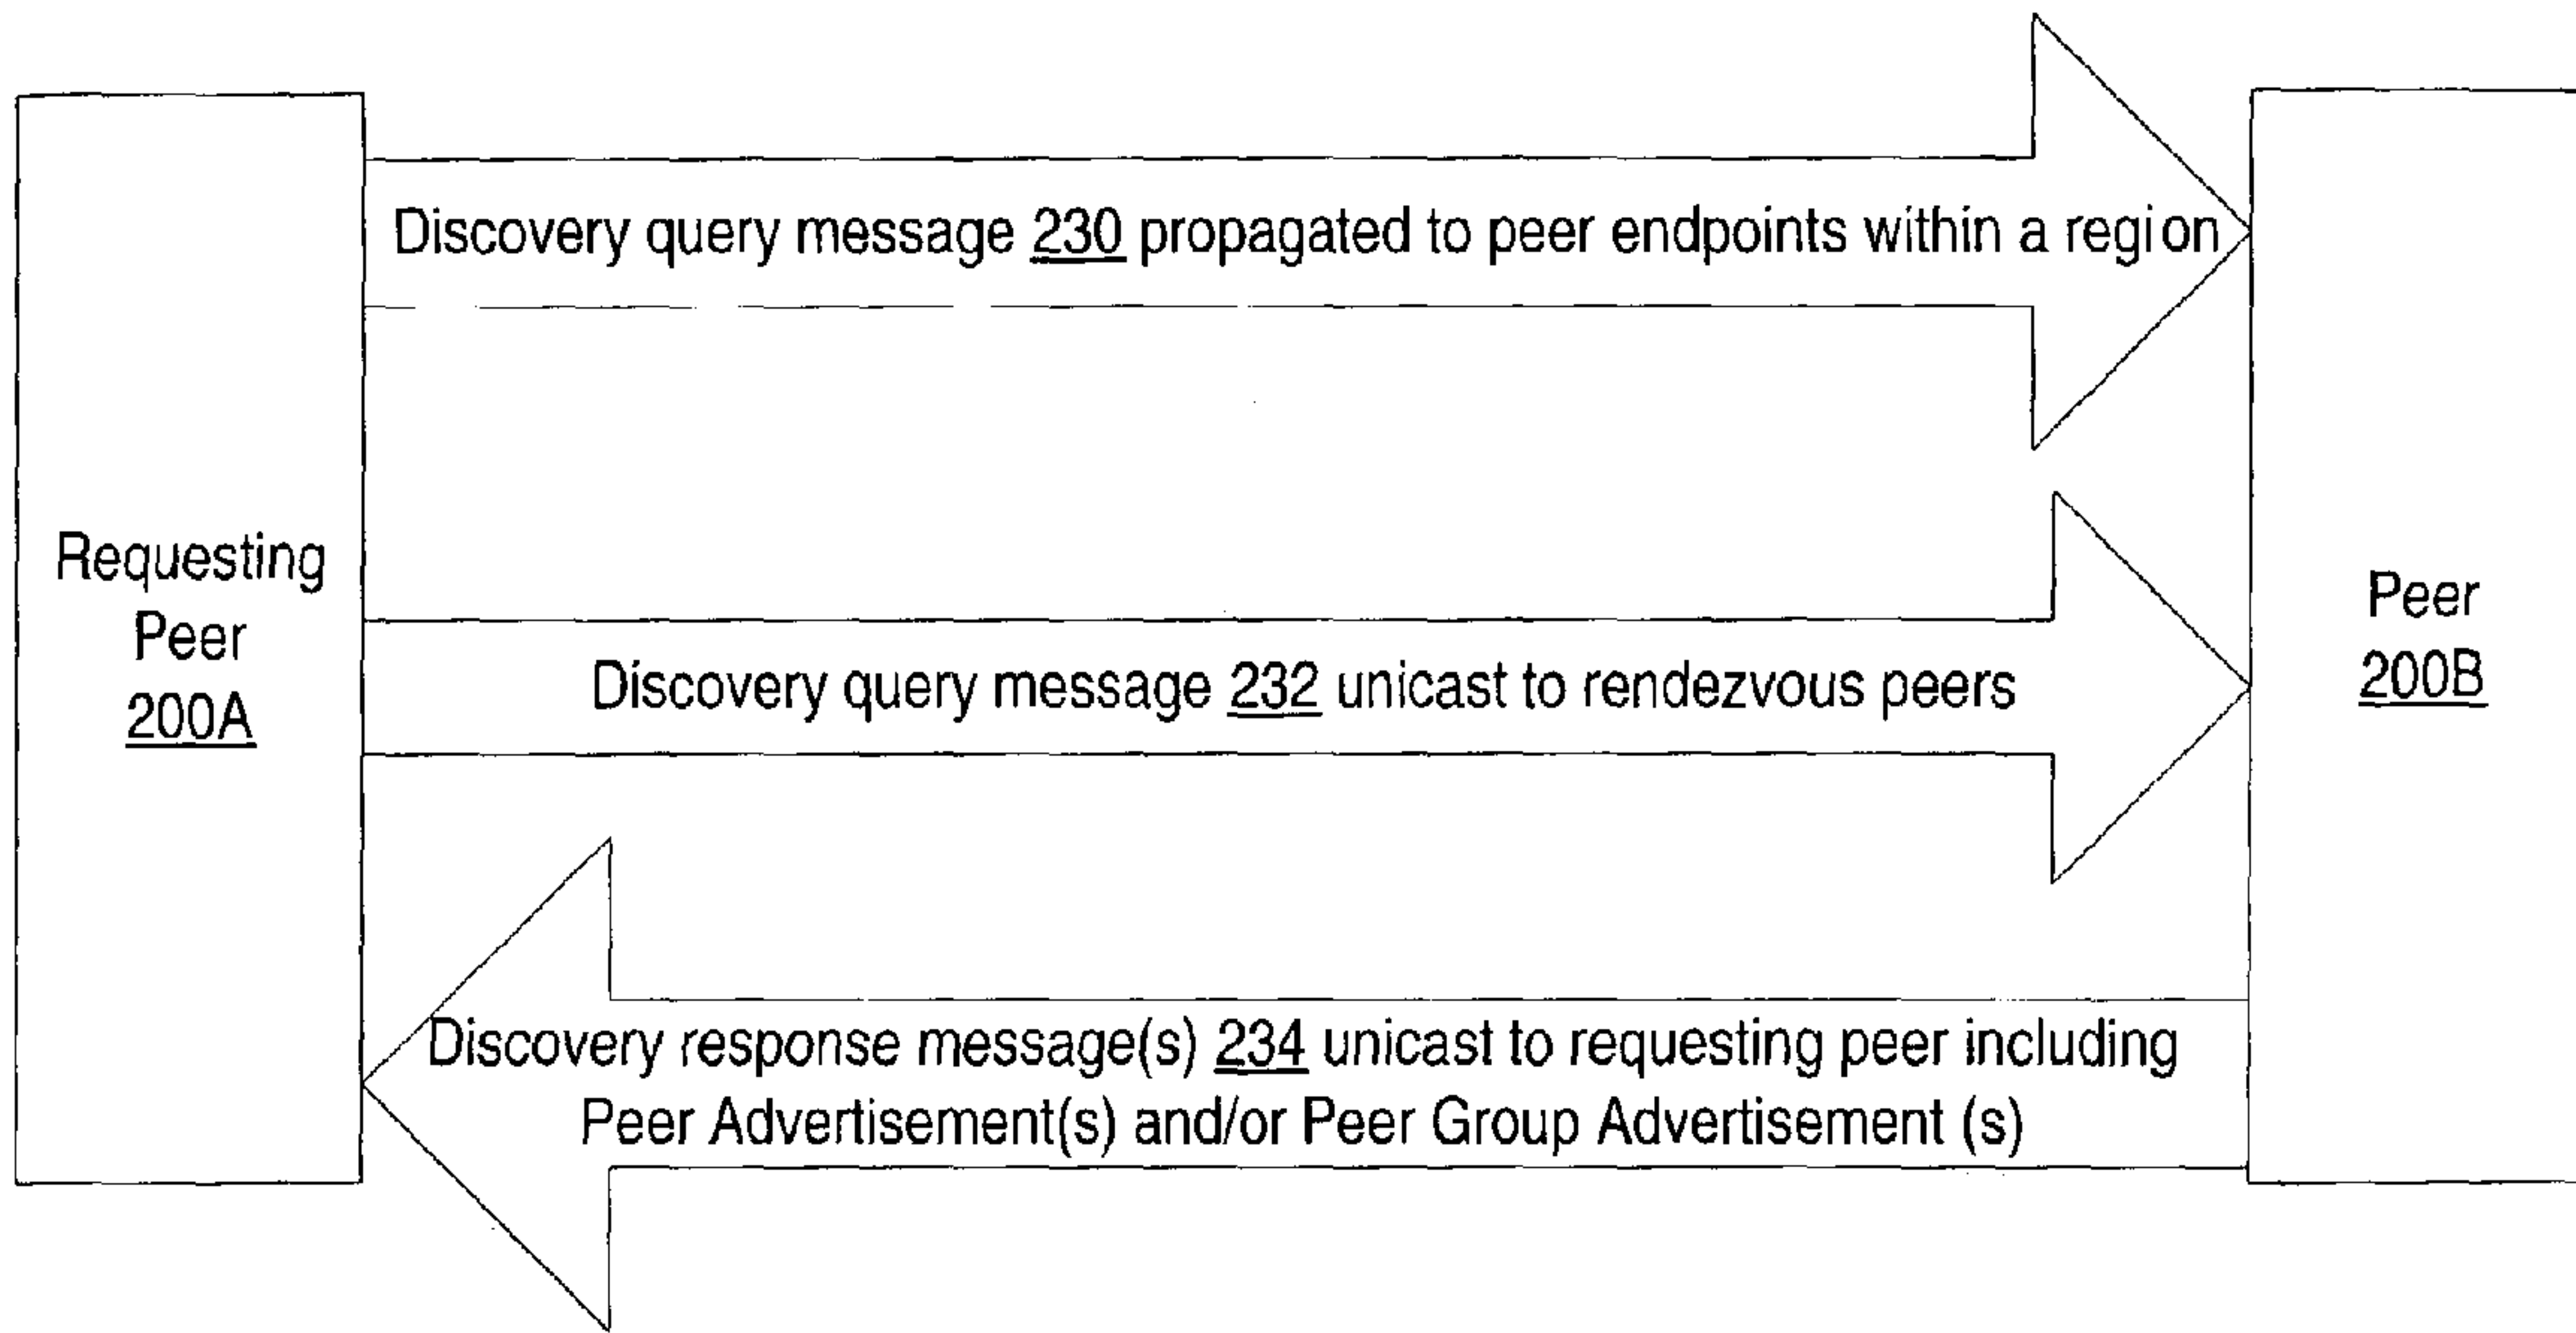 Discovery query message 230 propagated to peer endpoints within a region
Requesting
Peer
200A
Discovery query message 232 unicast to rendezvous peers
Peer
200B
Discovery response message(s) 234 unicast to requesting peer including
Peer Advertisement(s) and/or Peer Group Advertisement (s)